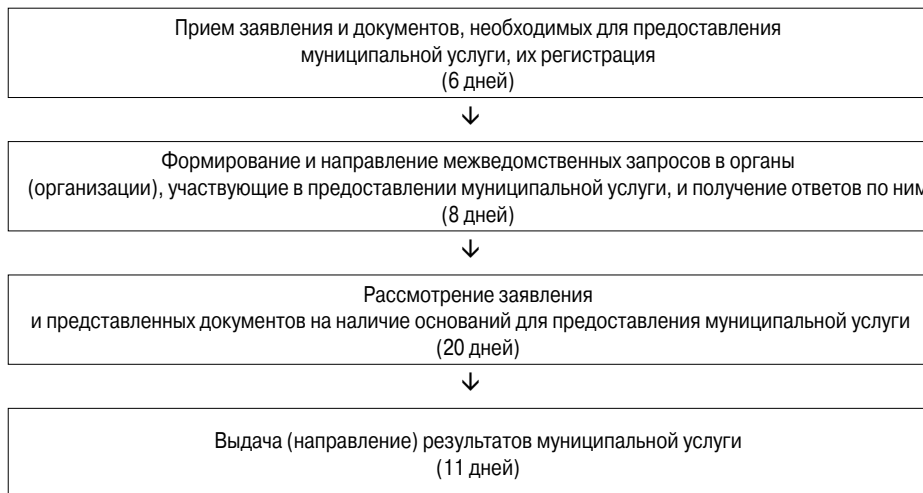 Прием заявления и документов, необходимых для предоставления
муниципальной услуги, их регистрация
(6 дней)
Формирование и направление межведомственных запросов в органы
(организации), участвующие в предоставлении муниципальной услуги, и получение ответов по ним
(8 дней)
Рассмотрение заявления
и представленных документов на наличие оснований для предоставления муниципальной услуги
(20 дней)
Выдача (направление) результатов муниципальной услуги
(11 дней)